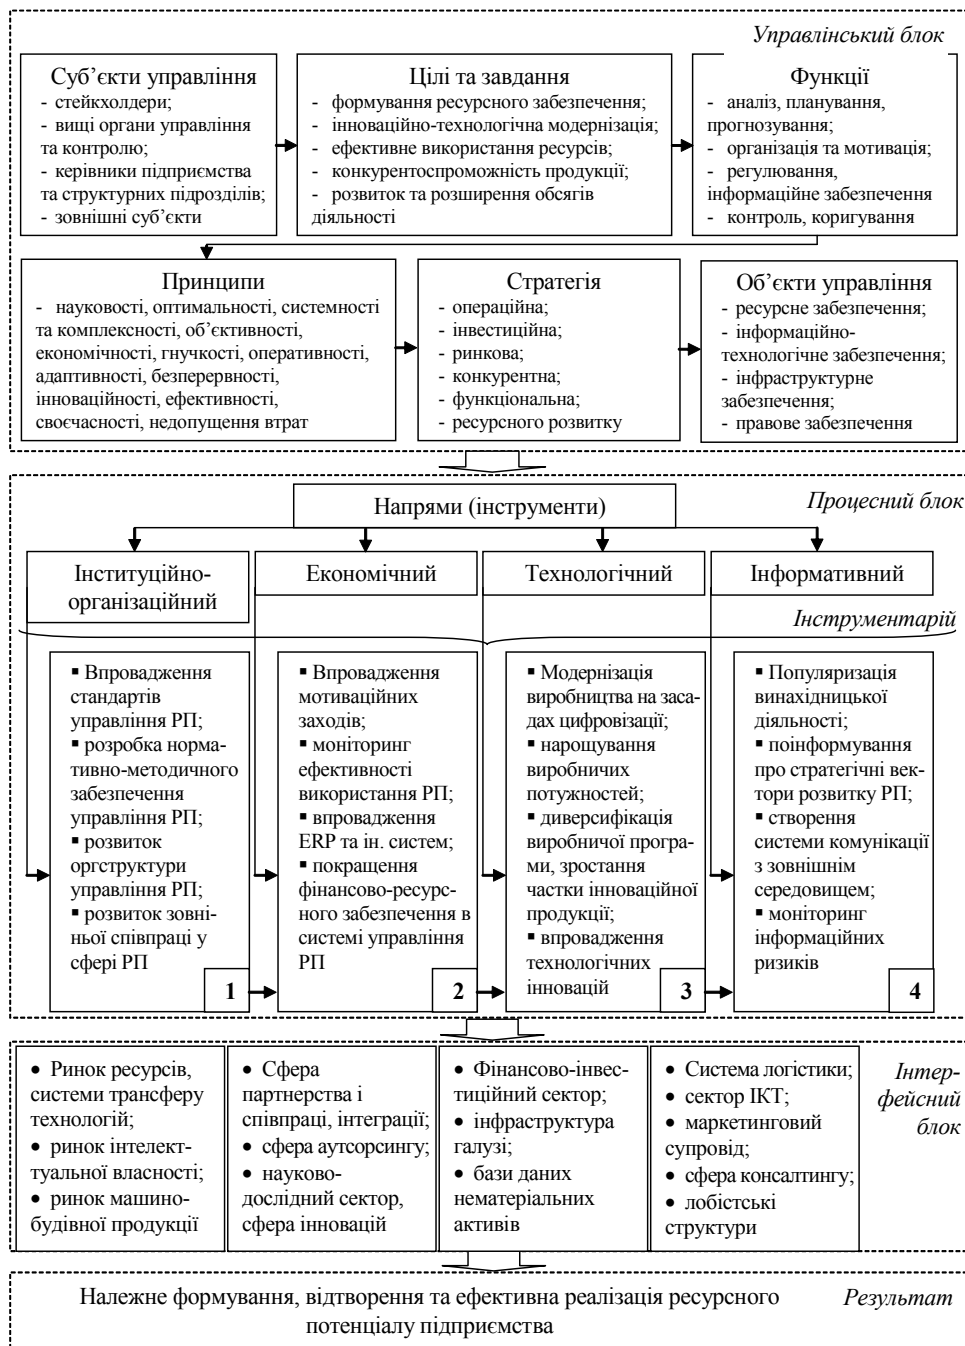 Управлінський блок
Суб’єкти управління
- стейкхолдери;
- вищі органи управління
та контролю;
- керівники підприємства
та структурних підрозділів;
- зовнішні суб’єкти
Цілі та завдання
- формування ресурсного забезпечення;
- інноваційно-технологічна модернізація;
- ефективне використання ресурсів;
- конкурентоспроможність продукції;
- розвиток та розширення обсягів
діяльності
Функції
- аналіз, планування,
прогнозування;
- організація та мотивація;
- регулювання,
інформаційне забезпечення
- контроль, коригування
Принципи
- науковості, оптимальності, системності
та комплексності, об’єктивності,
економічності, гнучкості, оперативності,
адаптивності, безперервності,
інноваційності, ефективності,
своєчасності, недопущення втрат
Стратегія
- операційна;
- інвестиційна;
- ринкова;
- конкурентна;
- функціональна;
- ресурсного розвитку
Об’єкти управління
- ресурсне забезпечення;
- інформаційно-
технологічне забезпечення;
- інфраструктурне
забезпечення;
- правове забезпечення
Процесний блок
Напрями (інструменти)
Інституційно-
організаційний
Економічний
Технологічний
Інформативний
Інструментарій
▪ Впровадження
стандартів
управління РП;
▪ розробка норма-
тивно-методичного
забезпечення
управління РП;
▪ розвиток
оргструктури
управління РП;
▪ розвиток зовні-
ньої співпраці у
сфері РП
1
▪ Впровадження
мотиваційних
заходів;
▪ моніторинг
ефективності
використання РП;
▪ впровадження
ERP та ін. систем;
▪ покращення
фінансово-ресурс-
ного забезпечення в
системі управління
РП
2
▪ Модернізація
виробництва на заса-
дах цифровізації;
▪ нарощування
виробничих
потужностей;
▪ диверсифікація
виробничої програ-
ми, зростання
частки інноваційної
продукції;
▪ впровадження
технологічних
інновацій
3
▪ Популяризація
винахідницької
діяльності;
▪ поінформування
про стратегічні век-
тори розвитку РП;
▪ створення
системи комунікації
з зовнішнім
середовищем;
▪ моніторинг
інформаційних
ризиків
4
Інтер-
фейсний
блок
• Ринок ресурсів,
системи трансферу
технологій;
• ринок інтелек-
туальної власності;
• ринок машино-
будівної продукції
• Сфера
партнерства і
співпраці, інтеграції;
• сфера аутсорсингу;
• науково-
дослідний сектор,
сфера інновацій
• Фінансово-інвес-
тиційний сектор;
• інфраструктура
галузі;
• бази даних
нематеріальних
активів
• Система логістики;
• сектор ІКТ;
• маркетинговий
супровід;
• сфера консалтингу;
• лобістські
структури
Належне формування, відтворення та ефективна реалізація ресурсного
потенціалу підприємства
Результат